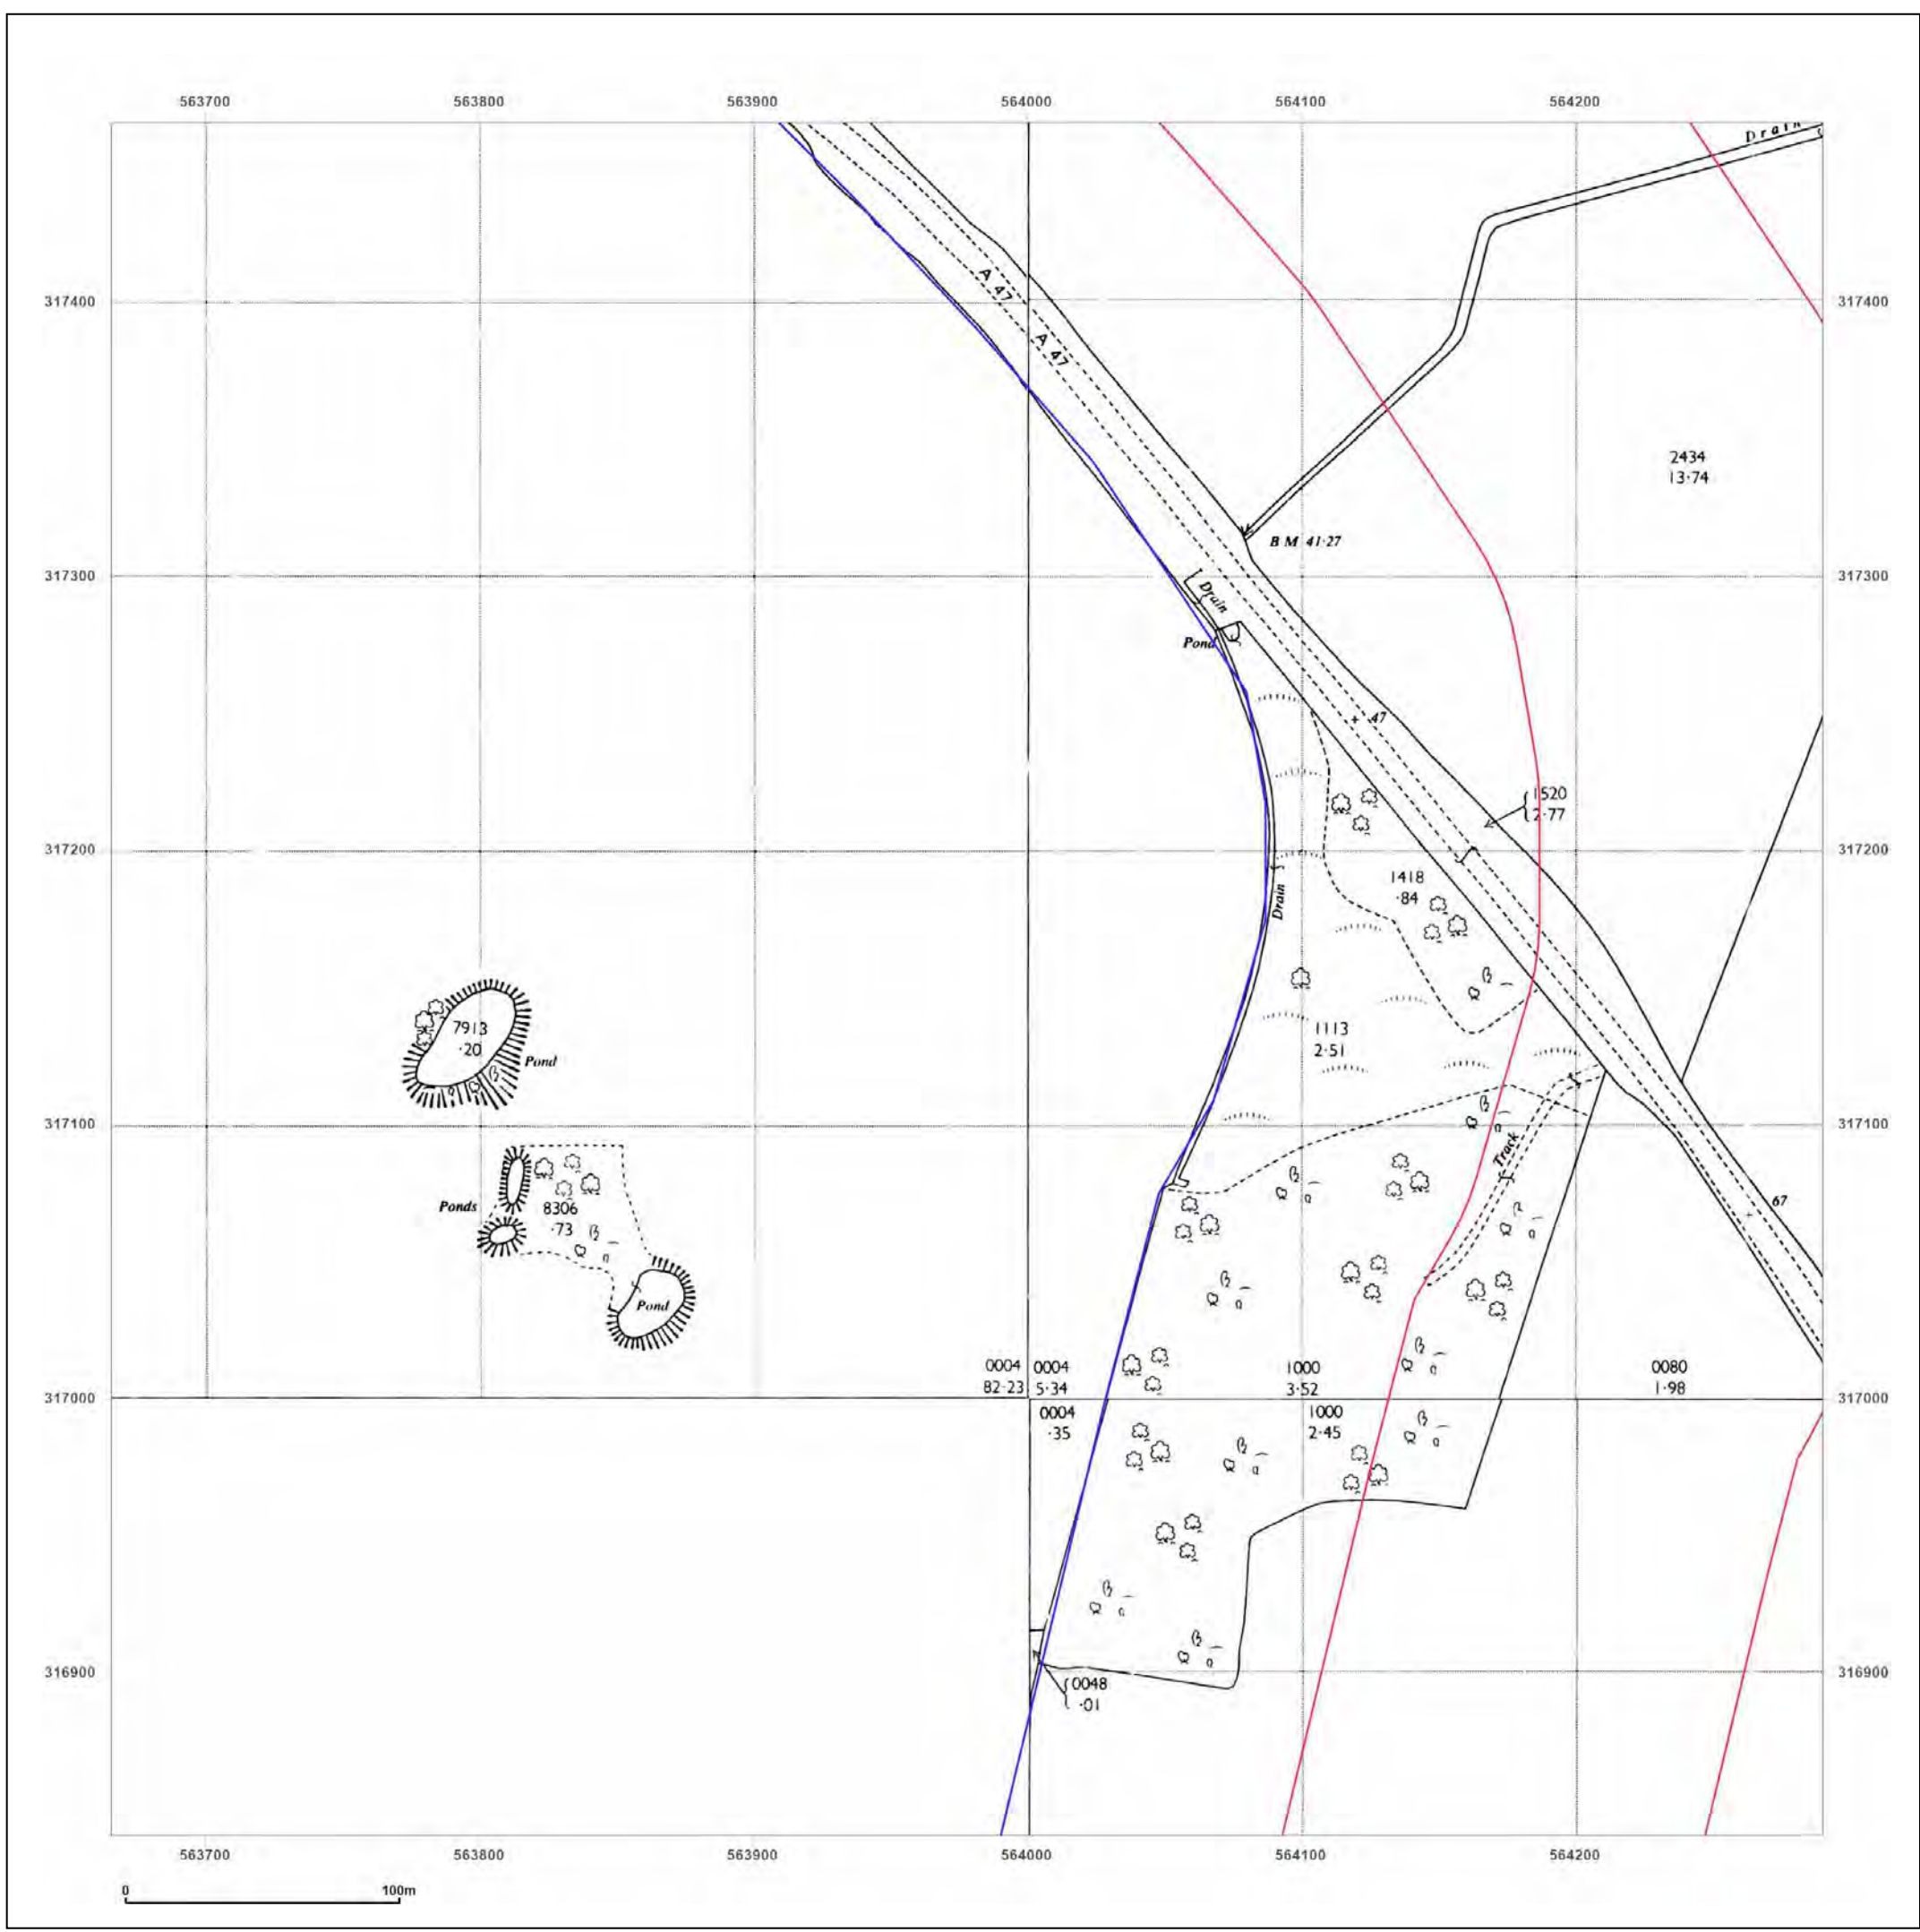 563700 563800 563900 564000 564100 564200
Drain
A 47
317400 317400
A 47
2434
13·74
B M 41·27
317300 317300
Drain
Pond
+ 47
1520
2·77
317200 317200
1418
·84
Drain
7913
·20
Pond
1113
2·51
317100 317100
Track
Ponds
8306
·73
67
Pond
0004 0004 1000 0080
82·23 5·34 3·52 1·98
317000 317000
0004 1000
·35 2·45
316900 316900
0048
·01
563700 563800 563900 564000 564100 564200
0 100m